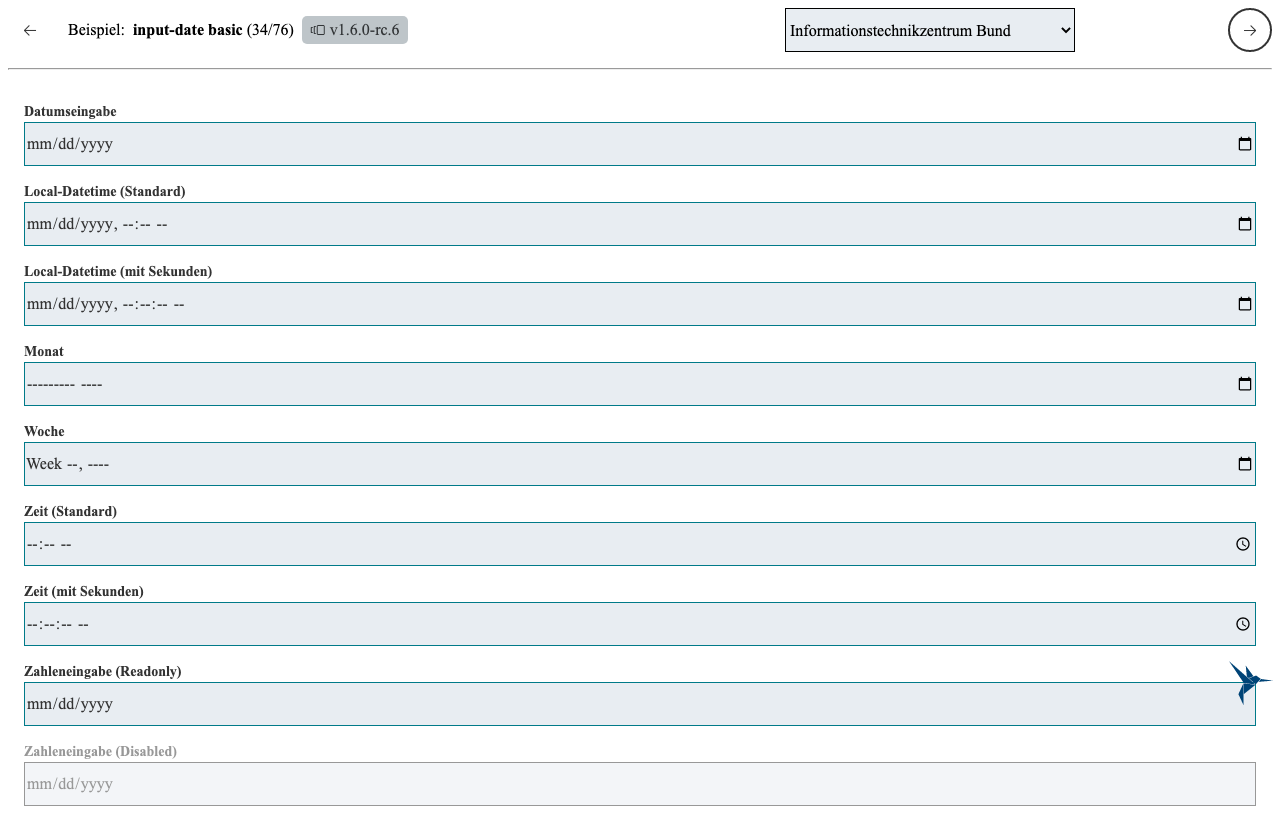 Beispiel: input-date basic (34/76) v1.6.0-rc.6 Informationstechnikzentrum Bund
Datumseingabe
mm/dd/yyyy
Local-Datetime (Standard)
mm/dd/yyyy, --:-- --
Local-Datetime (mit Sekunden)
mm/dd/yyyy, --:--:-- --
Monat
--------- ----
Woche
Week --, ----
Zeit (Standard)
--:-- --
Zeit (mit Sekunden)
--:--:-- --
Zahleneingabe (Readonly)
mm/dd/yyyy
Zahleneingabe (Disabled)
mm/dd/yyyy